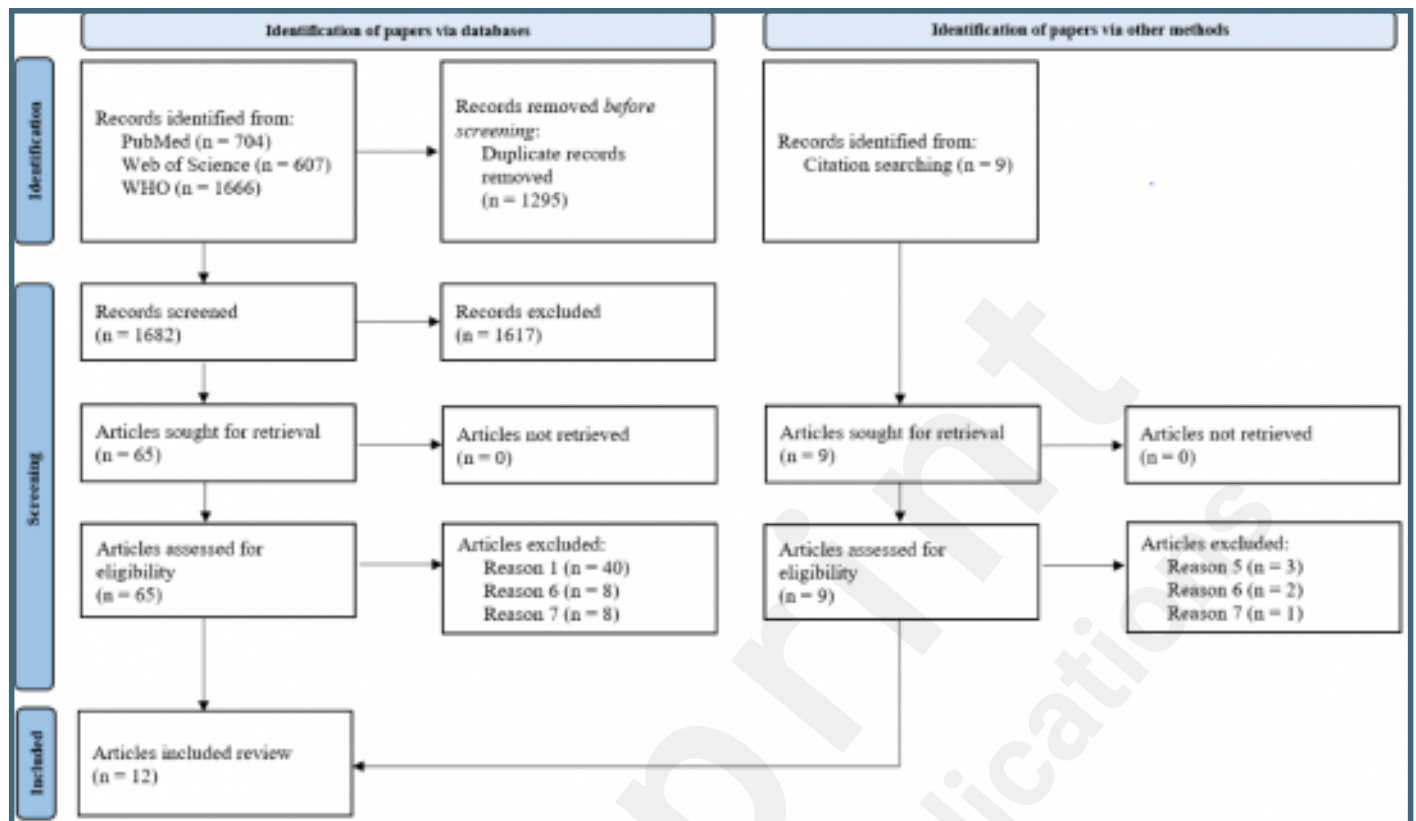 Identification of papers via databases
Identification of papers via other methods
Identification
Records identified from:
PubMed (n = 704)
Web of Science (n = 607)
WHO (n = 1666)
Records removed before
screening:
Duplicate records
removed
(n = 1295)
Records identified from:
Citation searching (n = 9)
Screening
Records screened
(n = 1682)
Records excluded
(n = 1617)
Articles sought for retrieval
(n = 65)
Articles not retrieved
(n = 0)
Articles sought for retrieval
(n = 9)
Articles not retrieved
(n = 0)
Articles assessed for
eligibility
(n = 65)
Articles excluded:
Reason 1 (n = 40)
Reason 6 (n = 8)
Reason 7 (n = 8)
Articles assessed for
eligibility
(n = 9)
Articles excluded:
Reason 5 (n = 3)
Reason 6 (n = 2)
Reason 7 (n = 1)
Included
Articles included review
(n = 12)
print
lications